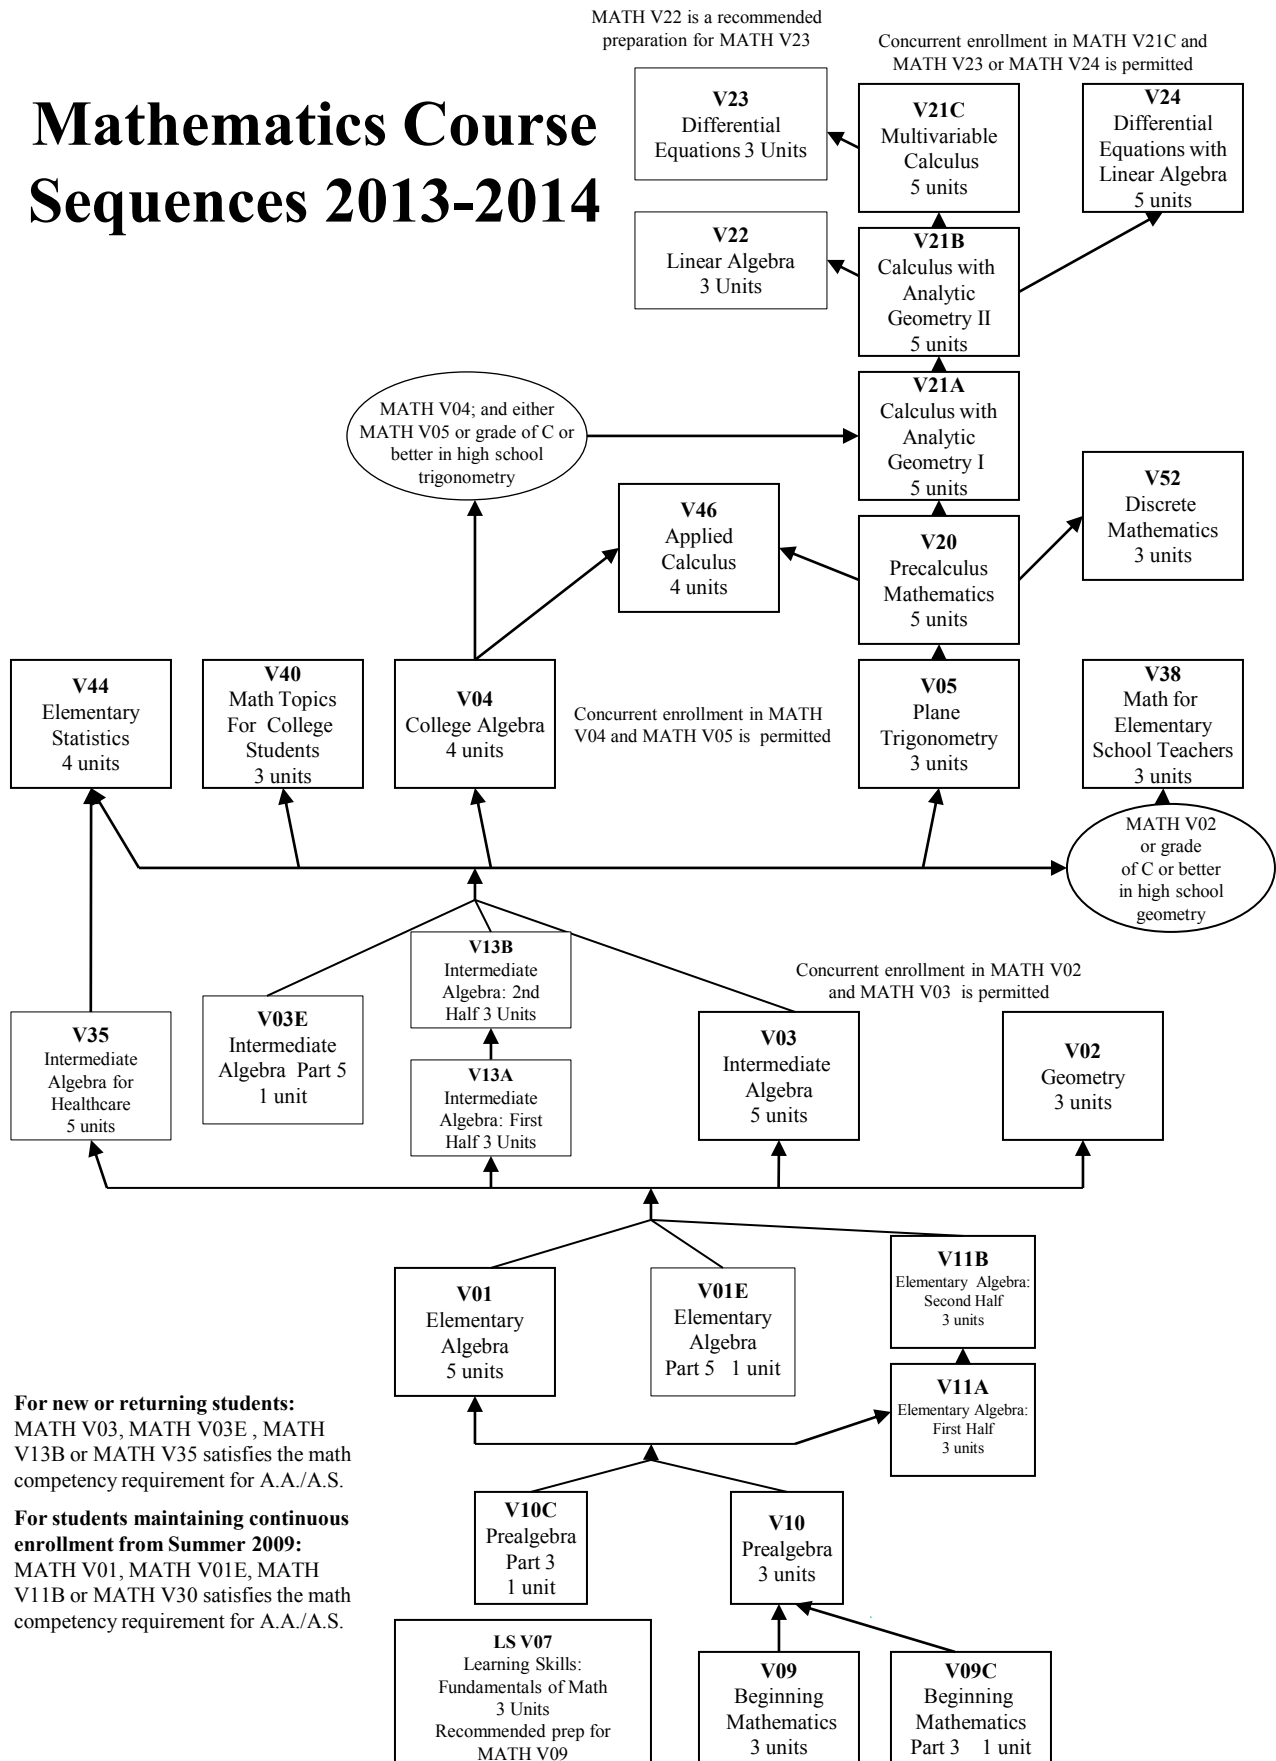 MATH V22 is a recommended
preparation for MATH V23
Concurrent enrollment in MATH V21C and
MATH V23 or MATH V24 is permitted
Mathematics Course
Sequences 2013-2014
V23
Differential
Equations 3 Units
V21C
Multivariable
Calculus
5 units
V24
Differential
Equations with
Linear Algebra
5 units
V22
Linear Algebra
3 Units
V21B
Calculus with
Analytic
Geometry II
5 units
MATH V04; and either
MATH V05 or grade of C or
better in high school
trigonometry
V21A
Calculus with
Analytic
Geometry I
5 units
V46
Applied
Calculus
4 units
V20
Precalculus
Mathematics
5 units
V52
Discrete
Mathematics
3 units
V44
Elementary
Statistics
4 units
V40
Math Topics
For College
Students
3 units
V04
College Algebra
4 units
Concurrent enrollment in MATH
V04 and MATH V05 is permitted
V05
Plane
Trigonometry
3 units
V38
Math for
Elementary
School Teachers
3 units
MATH V02
or grade
of C or better
in high school
geometry
V35
Intermediate
Algebra for
Healthcare
5 units
V03E
Intermediate
Algebra Part 5
1 unit
V13B
Intermediate
Algebra: 2nd
Half 3 Units
V13A
Intermediate
Algebra: First
Half 3 Units
Concurrent enrollment in MATH V02
and MATH V03 is permitted
V03
Intermediate
Algebra
5 units
V02
Geometry
3 units
V01
Elementary
Algebra
5 units
V01E
Elementary
Algebra
Part 5 1 unit
V11B
Elementary Algebra:
Second Half
3 units
V11A
Elementary Algebra:
First Half
3 units
For new or returning students:
MATH V03, MATH V03E , MATH
V13B or MATH V35 satisfies the math
competency requirement for A.A./A.S.
For students maintaining continuous
enrollment from Summer 2009:
MATH V01, MATH V01E, MATH
V11B or MATH V30 satisfies the math
competency requirement for A.A./A.S.
V10C
Prealgebra
Part 3
1 unit
V10
Prealgebra
3 units
LS V07
Learning Skills:
Fundamentals of Math
3 Units
Recommended prep for
MATH V09
V09
Beginning
Mathematics
3 units
V09C
Beginning
Mathematics
Part 3 1 unit